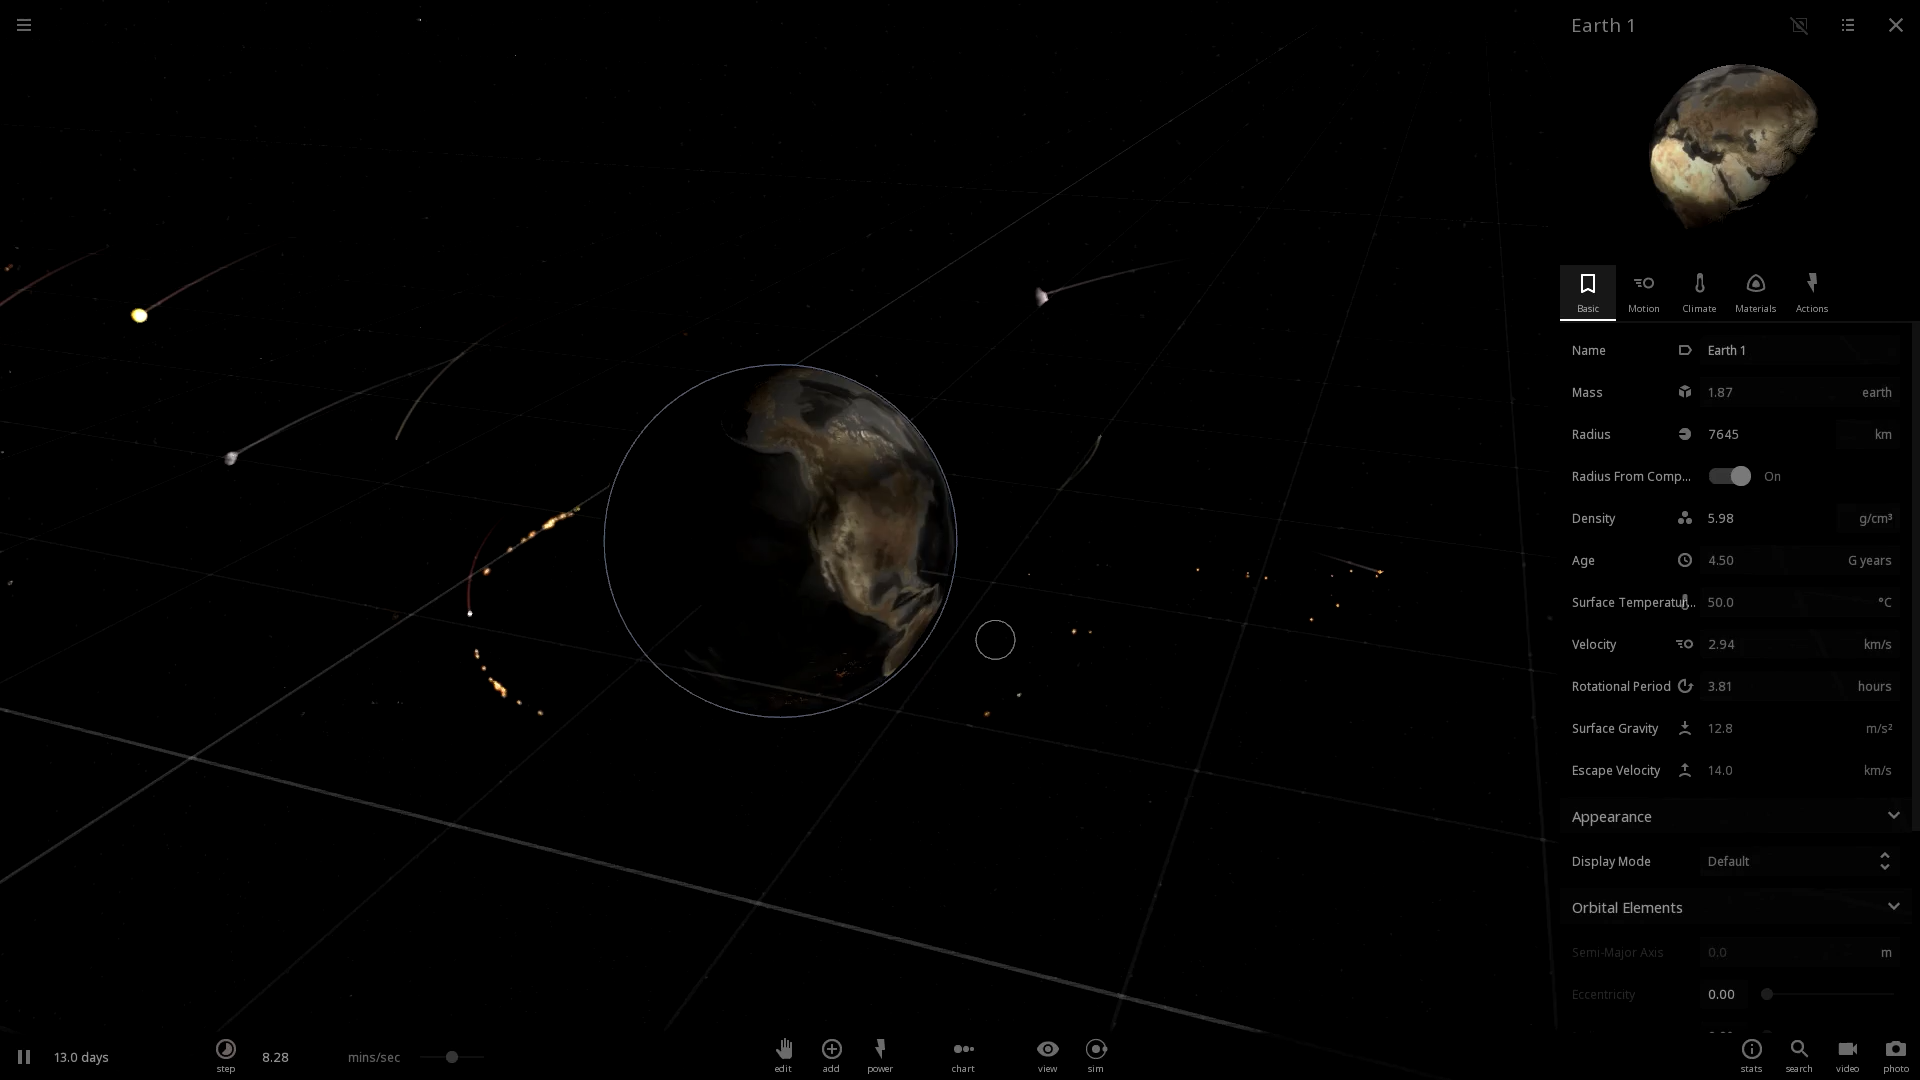 Earth 1
Basic Motion Climate Materials Actions
Name Earth 1
Mass 1.87 earth
Radius 7645 km
Radius From Comp... On
Density 5.98 g/cm³
Age 4.50 G years
Surface Temperatur... 50.0 °C
Velocity 2.94 km/s
Rotational Period 3.81 hours
Surface Gravity 12.8 m/s²
Escape Velocity 14.0 km/s
Appearance
Display Mode Default
Orbital Elements
Semi-Major Axis 0.0 m
Eccentricity 0.00
13.0 days step 8.28 mins/sec edit add power chart view sim stats search video photo